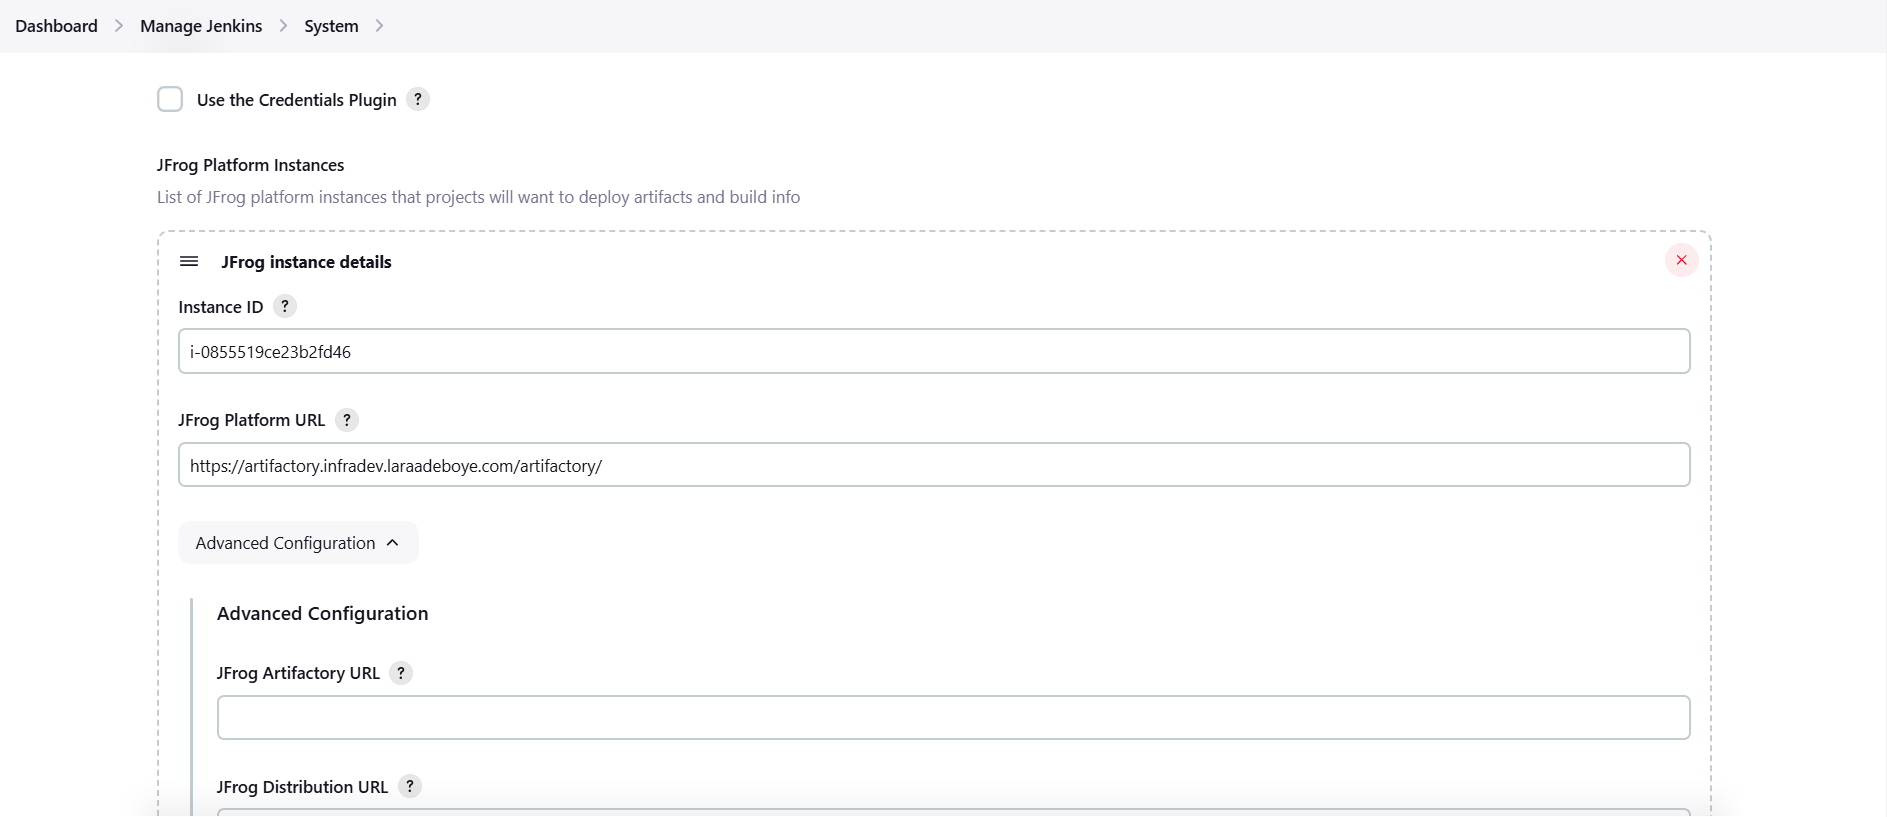 Dashboard > Manage Jenkins > System >
Use the Credentials Plugin ?
JFrog Platform Instances
List of JFrog platform instances that projects will want to deploy artifacts and build info
JFrog instance details
Instance ID ?
i-0855519ce23b2fd46
JFrog Platform URL ?
https://artifactory.infradev.laraadeboye.com/artifactory/
Advanced Configuration
Advanced Configuration
JFrog Artifactory URL ?
JFrog Distribution URL ?